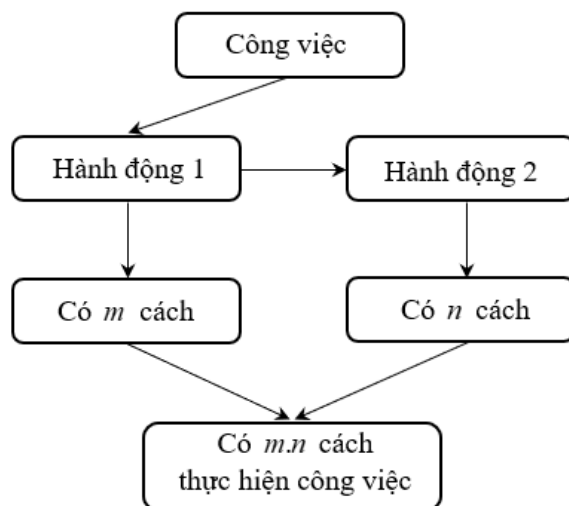 Công việc
Hành động 1
Hành động 2
Có m cách
Có n cách
Có m.n cách
thực hiện công việc